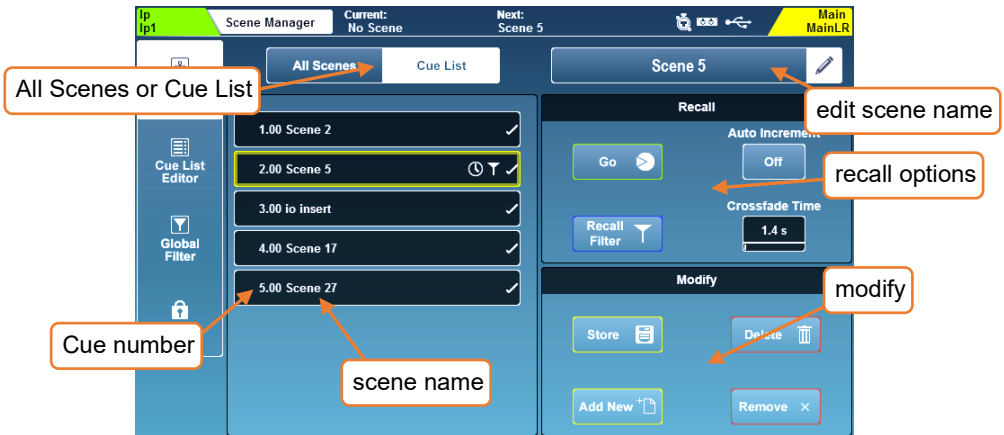 Ip
Ip1
Scene Manager
Current:
No Scene
Next:
Scene 5
Main
MainLR
All Scenes
Cue List
Scene 5
All Scenes or Cue List
edit scene name
Recall
1.00 Scene 2
Auto Increment
Cue List
Editor
2.00 Scene 5
Go
Off
recall options
3.00 io insert
Crossfade Time
Global
Filter
4.00 Scene 17
Recall
Filter
1.4 s
5.00 Scene 27
Modify
modify
Cue number
scene name
Store
Delete
Add New
Remove